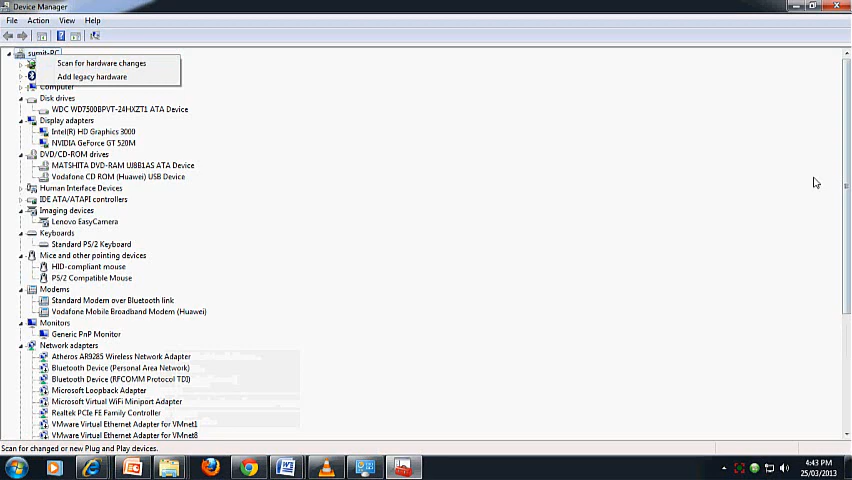 Device Manager
File Action View Help
sumit-PC
Scan for hardware changes
Add legacy hardware
Computer
Disk drives
WDC WD7500BPVT-24HXZT1 ATA Device
Display adapters
Intel(R) HD Graphics 3000
NVIDIA GeForce GT 520M
DVD/CD-ROM drives
MATSHITA DVD-RAM UJ8B1AS ATA Device
Vodafone CD ROM (Huawei) USB Device
Human Interface Devices
IDE ATA/ATAPI controllers
Imaging devices
Lenovo EasyCamera
Keyboards
Standard PS/2 Keyboard
Mice and other pointing devices
HID-compliant mouse
PS/2 Compatible Mouse
Modems
Standard Modem over Bluetooth link
Vodafone Mobile Broadband Modem (Huawei)
Monitors
Generic PnP Monitor
Network adapters
Atheros AR9285 Wireless Network Adapter
Bluetooth Device (Personal Area Network)
Bluetooth Device (RFCOMM Protocol TDI)
Microsoft Loopback Adapter
Microsoft Virtual WiFi Miniport Adapter
Realtek PCIe FE Family Controller
VMware Virtual Ethernet Adapter for VMnet1
VMware Virtual Ethernet Adapter for VMnet8
Scan for changed or new Plug and Play devices.
4:43 PM
25/03/2013